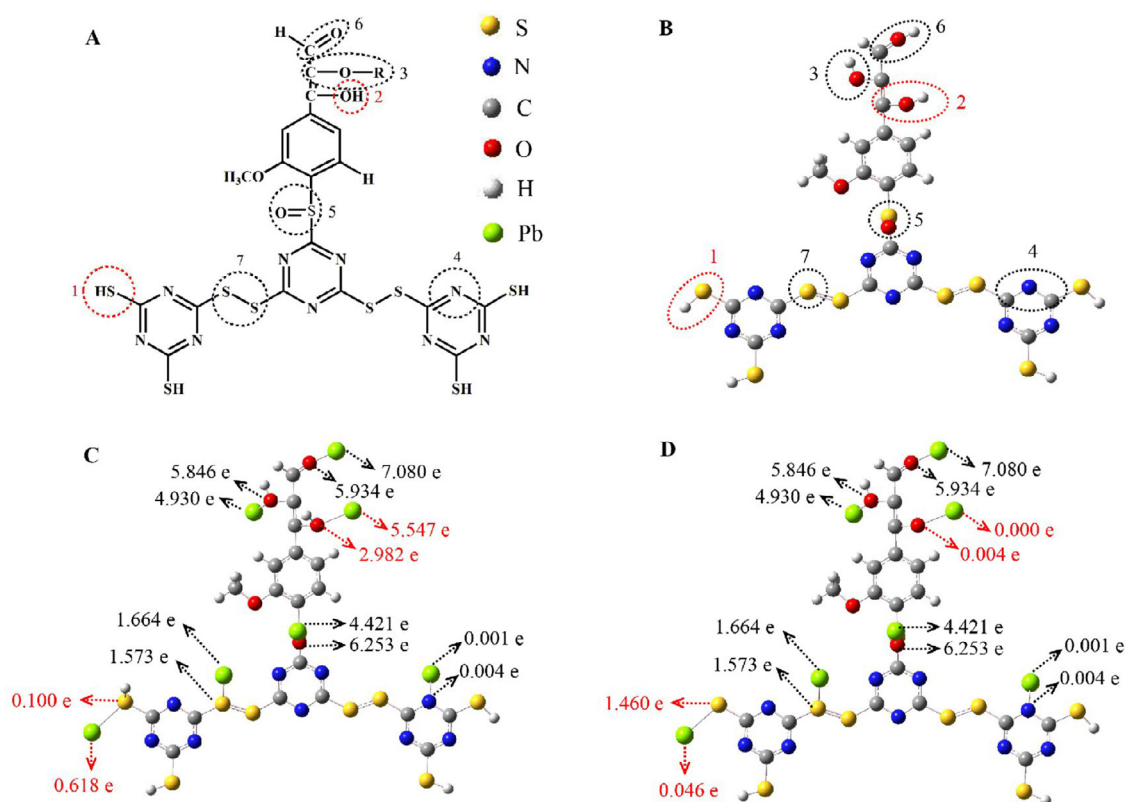 A
6
H
O
C
C—O—R
3
C—OH
2
H₃CO
H
O=S
5
1
HS
N
S
7
S
N
N
S—S
4
N
SH
N
N
N
N
N
SH
SH
S
N
C
O
H
Pb
B
6
3
2
5
1
7
4
C
5.846 e
4.930 e
7.080 e
5.934 e
5.547 e
2.982 e
1.664 e
1.573 e
4.421 e
6.253 e
0.001 e
0.004 e
0.100 e
0.618 e
D
5.846 e
4.930 e
7.080 e
5.934 e
0.000 e
0.004 e
1.664 e
1.573 e
4.421 e
6.253 e
0.001 e
0.004 e
1.460 e
0.046 e